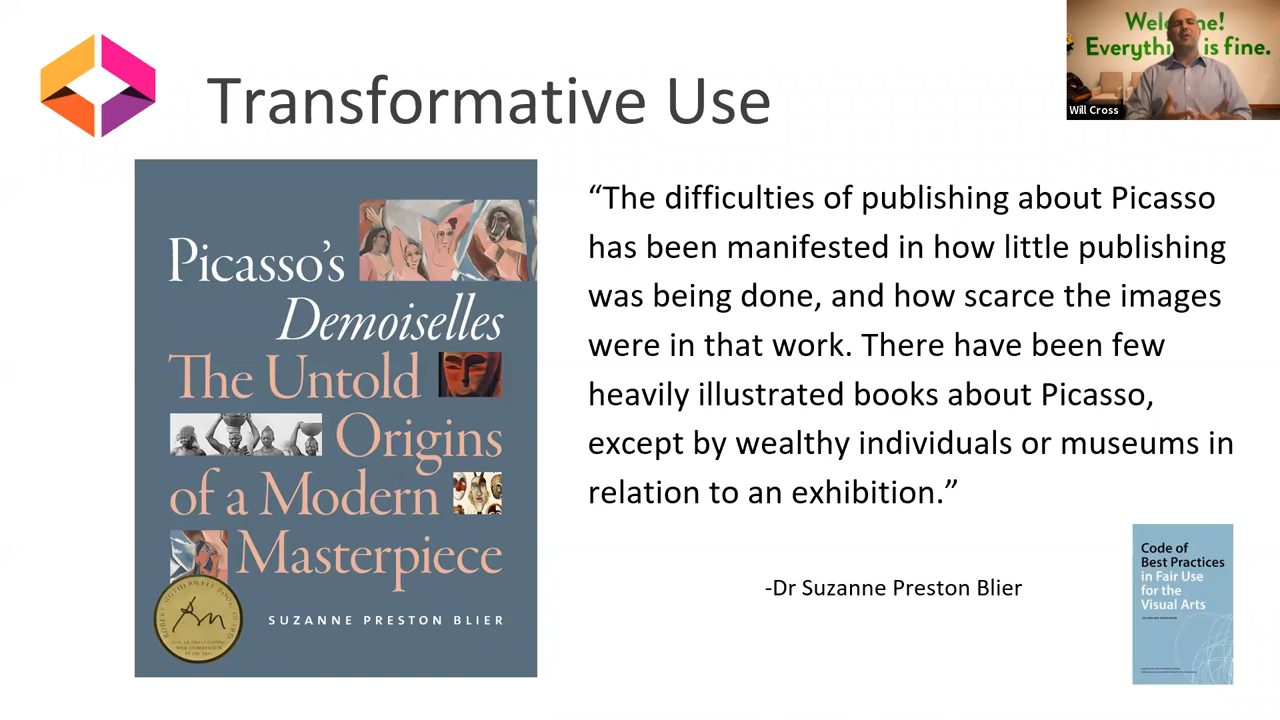 Transformative Use
Welcome!
Everything is fine.
Will Cross
Picasso's
Demoiselles
The Untold
Origins
of a Modern
Masterpiece
SUZANNE PRESTON BLIER
“The difficulties of publishing about Picasso
has been manifested in how little publishing
was being done, and how scarce the images
were in that work. There have been few
heavily illustrated books about Picasso,
except by wealthy individuals or museums in
relation to an exhibition.”
-Dr Suzanne Preston Blier
Code of
Best Practices
in Fair Use
for the
Visual Arts